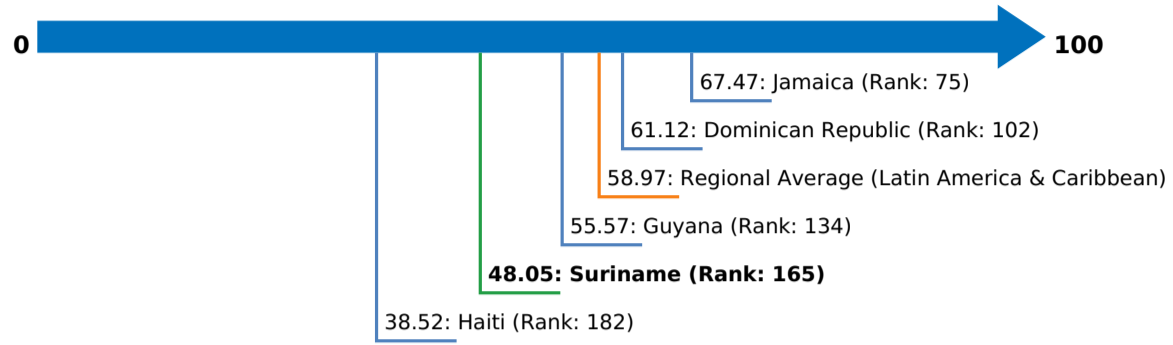 0
100
67.47: Jamaica (Rank: 75)
61.12: Dominican Republic (Rank: 102)
58.97: Regional Average (Latin America & Caribbean)
55.57: Guyana (Rank: 134)
48.05: Suriname (Rank: 165)
38.52: Haiti (Rank: 182)